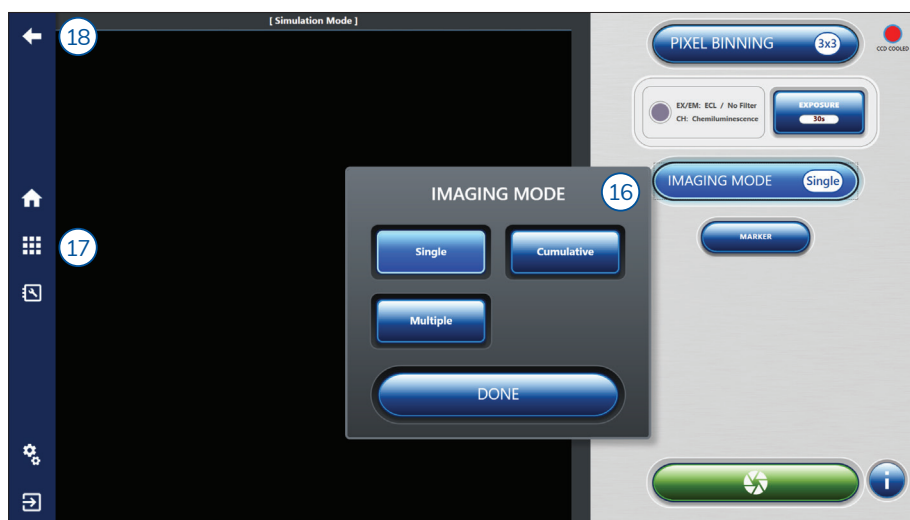 [ Simulation Mode ]
18
17
IMAGING MODE
16
Single
Cumulative
Multiple
DONE
PIXEL BINNING
3x3
CCD COOLED
EX/EM: ECL / No Filter
CH: Chemiluminescence
EXPOSURE
30s
IMAGING MODE
Single
MARKER
i